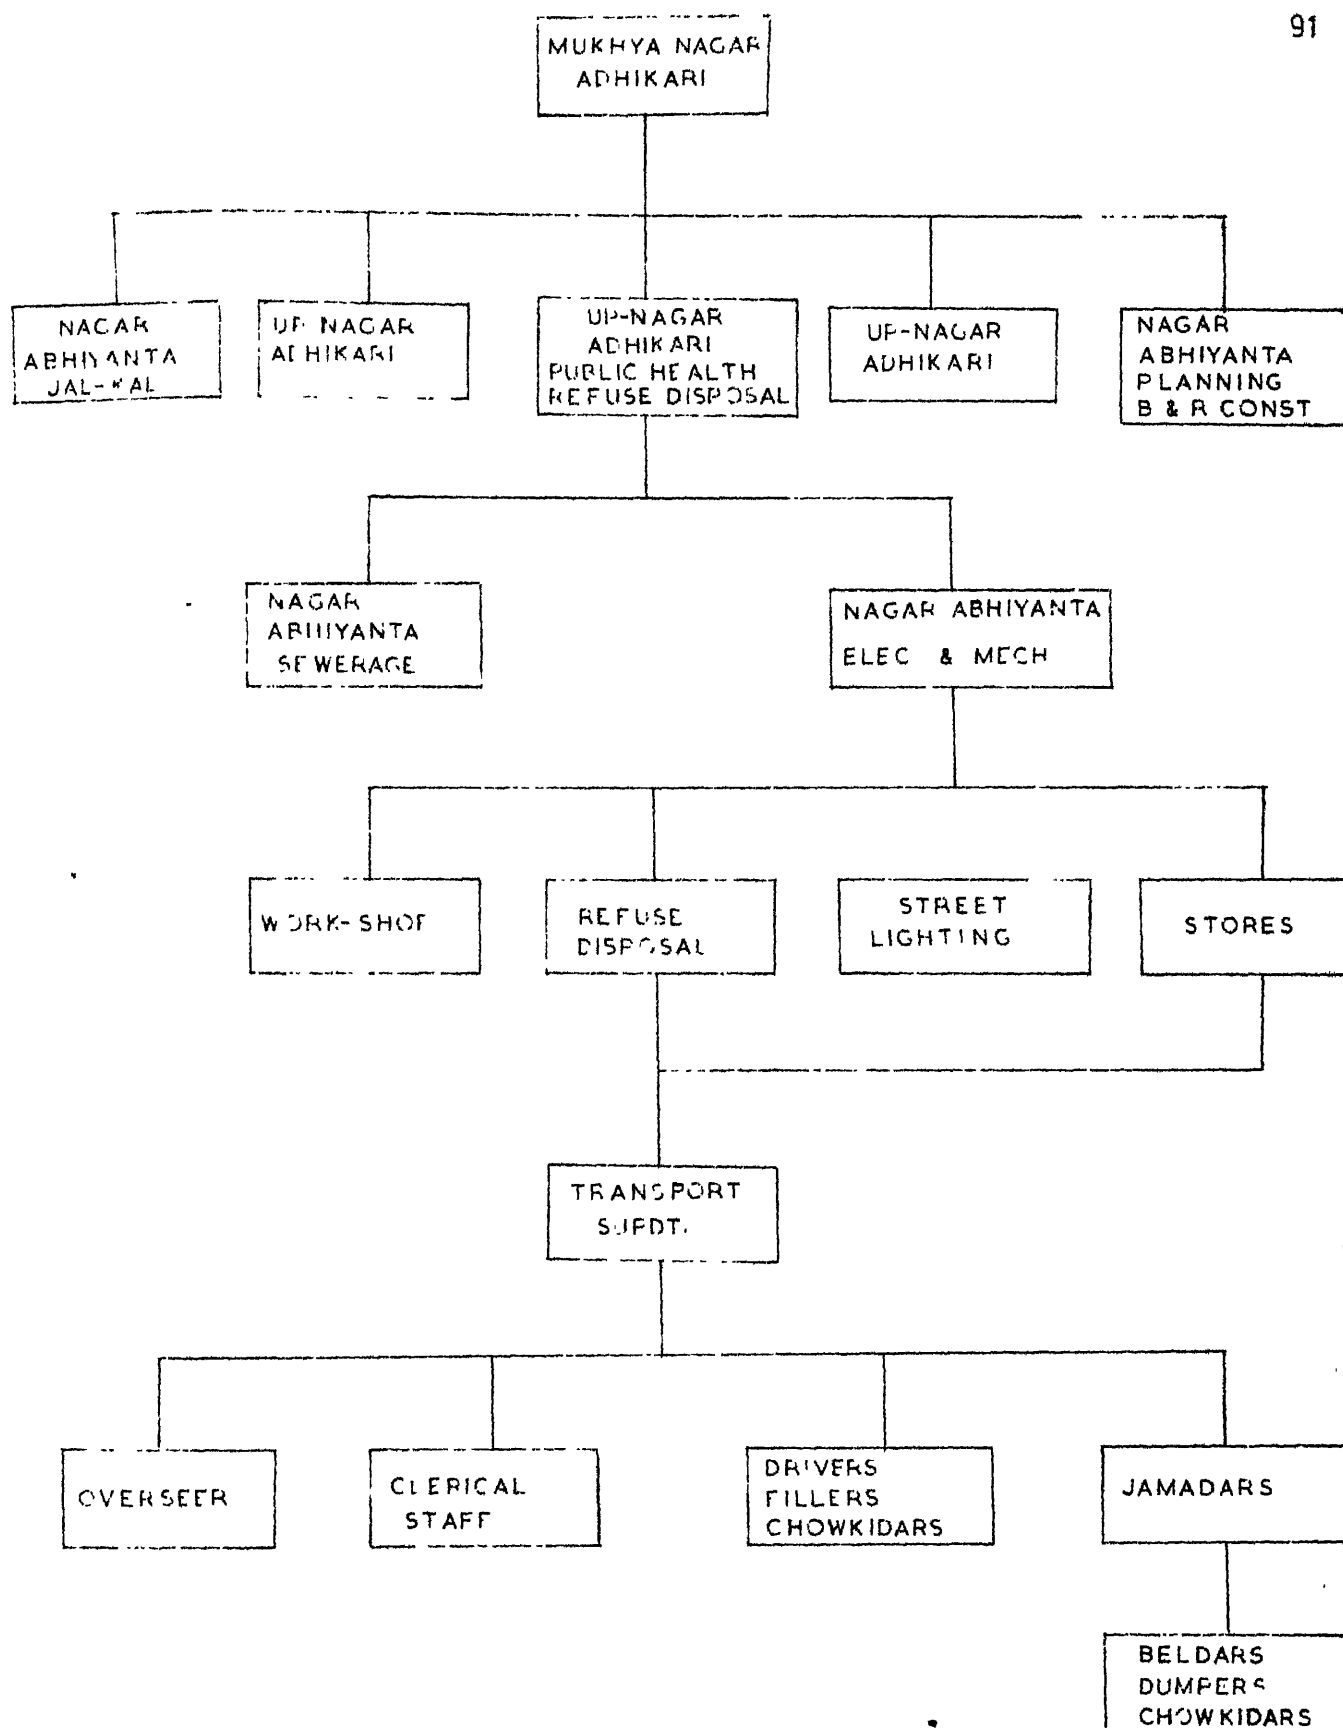 91
MUKHYA NAGAR
ADHIKARI
NAGAR
ABHIYANTA
JAL-KAL
UP NAGAR
ADHIKARI
UP-NAGAR
ADHIKARI
PUBLIC HEALTH
REFUSE DISPOSAL
UP-NAGAR
ADHIKARI
NAGAR
ABHIYANTA
PLANNING
B & R CONST
NAGAR
ABHIYANTA
SEWERAGE
NAGAR ABHIYANTA
ELEC & MECH
WORK-SHOP
REFUSE
DISPOSAL
STREET
LIGHTING
STORES
TRANSPORT
SUPDT.
OVERSEER
CLERICAL
STAFF
DRIVERS
FILLERS
CHOWKIDARS
JAMADARS
BELDARS
DUMPERS
CHOWKIDARS